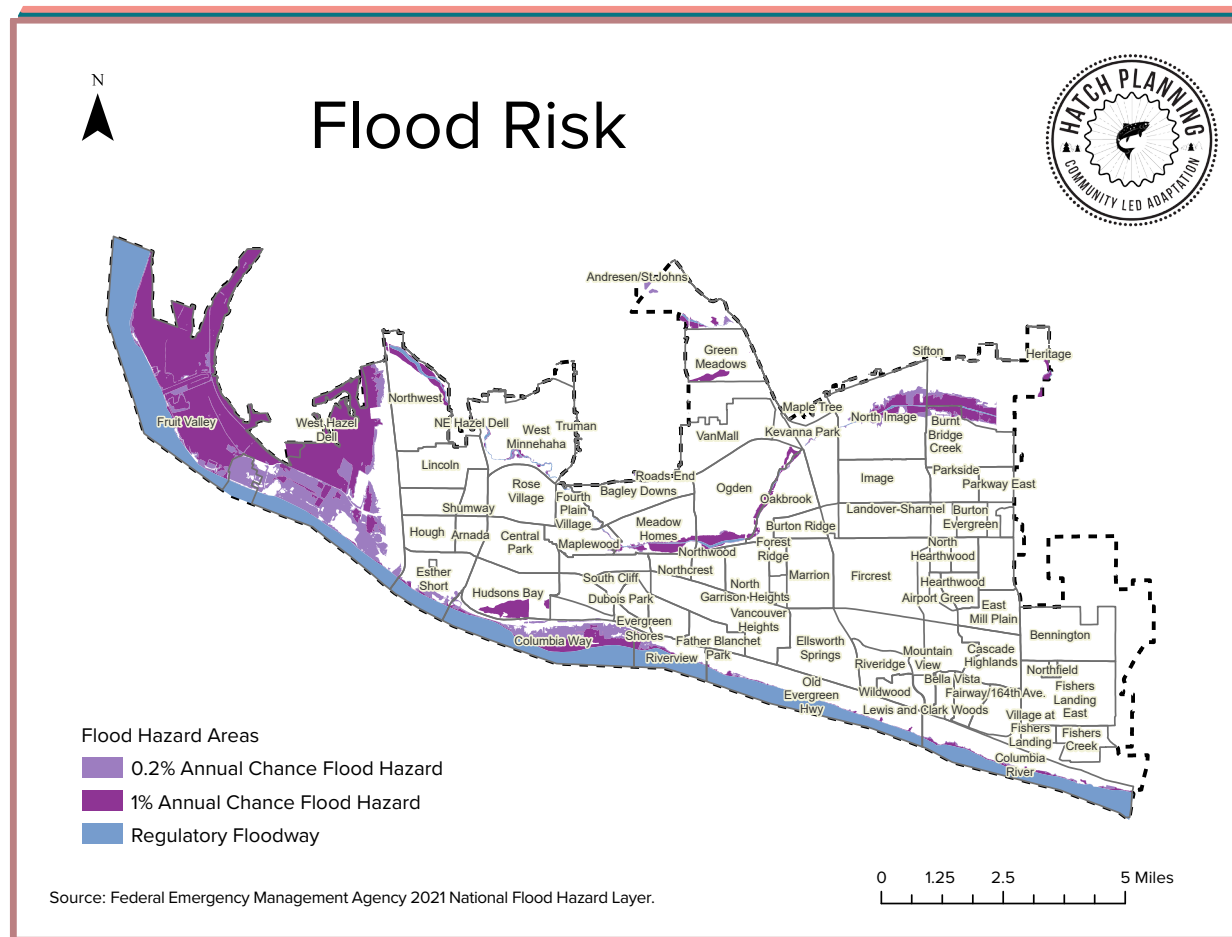 N
Flood Risk
HATCH PLANNING
COMMUNITY LED ADAPTATION
Andresen/St Johns
Green
Meadows
Sifton
Heritage
Northwest
Fruit Valley
West Hazel
Dell
NE Hazel Dell
West
Minnehaha
Truman
VanMall
Maple Tree
Kevanna Park
North Image
Burnt
Bridge
Creek
Lincoln
Rose
Village
Fourth
Plain
Village
Roads End
Bagley Downs
Ogden
Oakbrook
Image
Parkside
Parkway East
Shumway
Hough
Arnada
Central
Park
Maplewood
Meadow
Homes
Northwood
Burton Ridge
Forest
Ridge
Landover-Sharmel
Burton
Evergreen
North
Hearthwood
Esther
Short
Hudsons Bay
South Cliff
Dubois Park
Northcrest
North
Garrison Heights
Marrion
Fircrest
Hearthwood
Airport Green
East
Mill Plain
Columbia Way
Evergreen
Shores
Riverview
Father Blanchet
Park
Vancouver
Heights
Ellsworth
Springs
Mountain
View
Cascade
Highlands
Bennington
Old
Evergreen
Hwy
Riveridge
Wildwood
Bella Vista
Fairway/164th Ave.
Lewis and Clark Woods
Northfield
Fishers
Landing
East
Village at
Fishers
Landing
Fishers
Creek
Columbia
River
Flood Hazard Areas
0.2% Annual Chance Flood Hazard
1% Annual Chance Flood Hazard
Regulatory Floodway
Source: Federal Emergency Management Agency 2021 National Flood Hazard Layer.
0 1.25 2.5 5 Miles